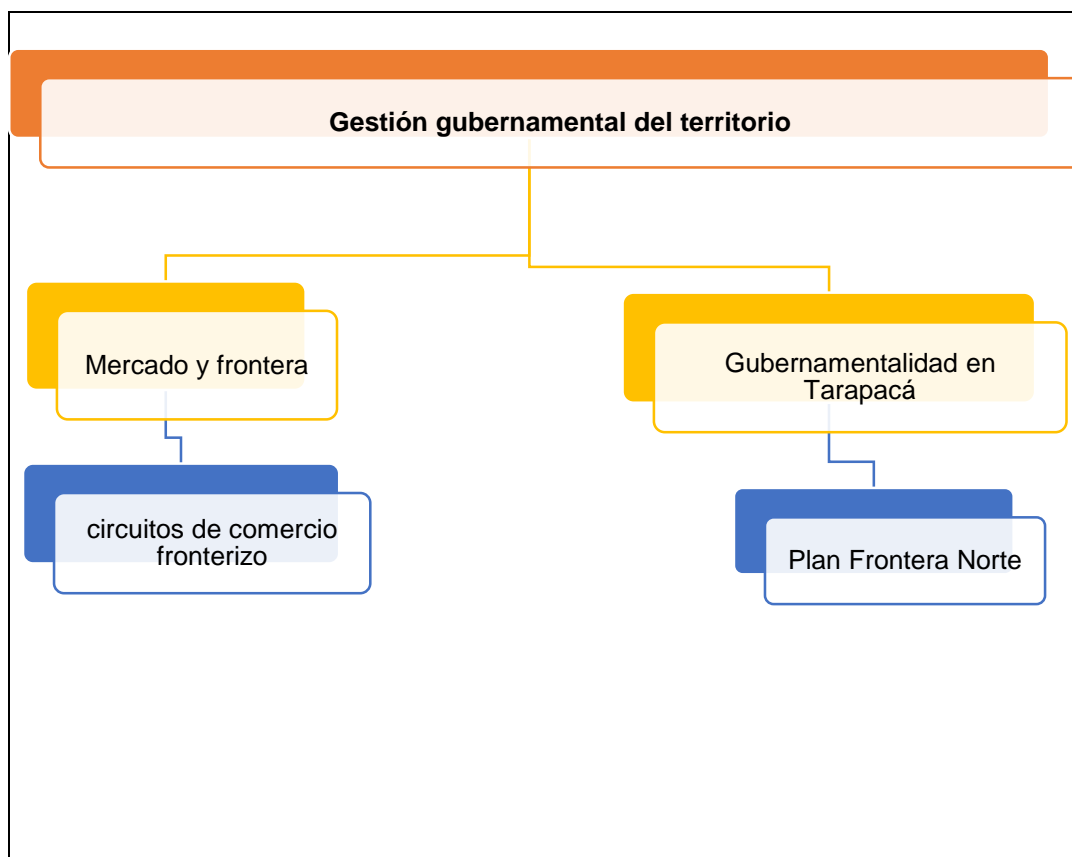 Gestión gubernamental del territorio
Mercado y frontera
Gubernamentalidad en
Tarapacá
circuitos de comercio
fronterizo
Plan Frontera Norte